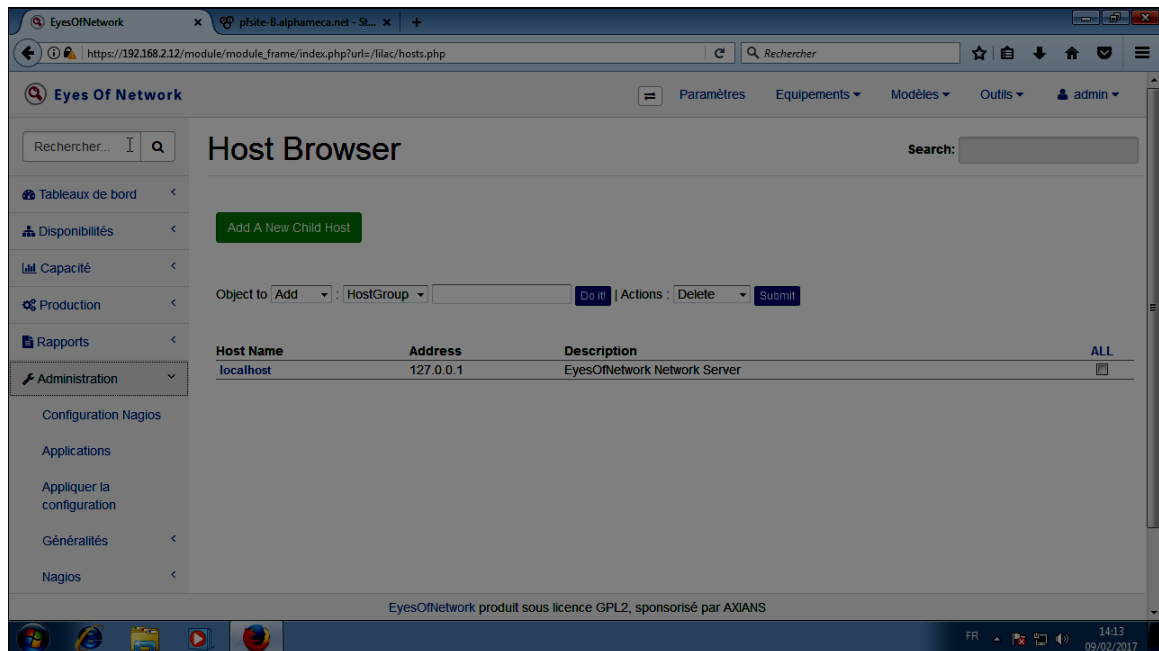 EyesOfNetwork
pfsite-B.alphameca.net - St...
https://192.168.2.12/module/module_frame/index.php?url=/lilac/hosts.php
Rechercher
Eyes Of Network
Paramètres
Equipements
Modèles
Outils
admin
Rechercher...
Host Browser
Search:
Tableaux de bord
Add A New Child Host
Disponibilités
Capacité
Object to Add : HostGroup Do it! | Actions : Delete Submit
Production
Rapports
Host Name Address Description ALL
localhost 127.0.0.1 EyesOfNetwork Network Server
Administration
Configuration Nagios
Applications
Appliquer la
configuration
Généralités
Nagios
EyesOfNetwork produit sous licence GPL2, sponsorisé par AXIANS
FR
14:13
09/02/2017